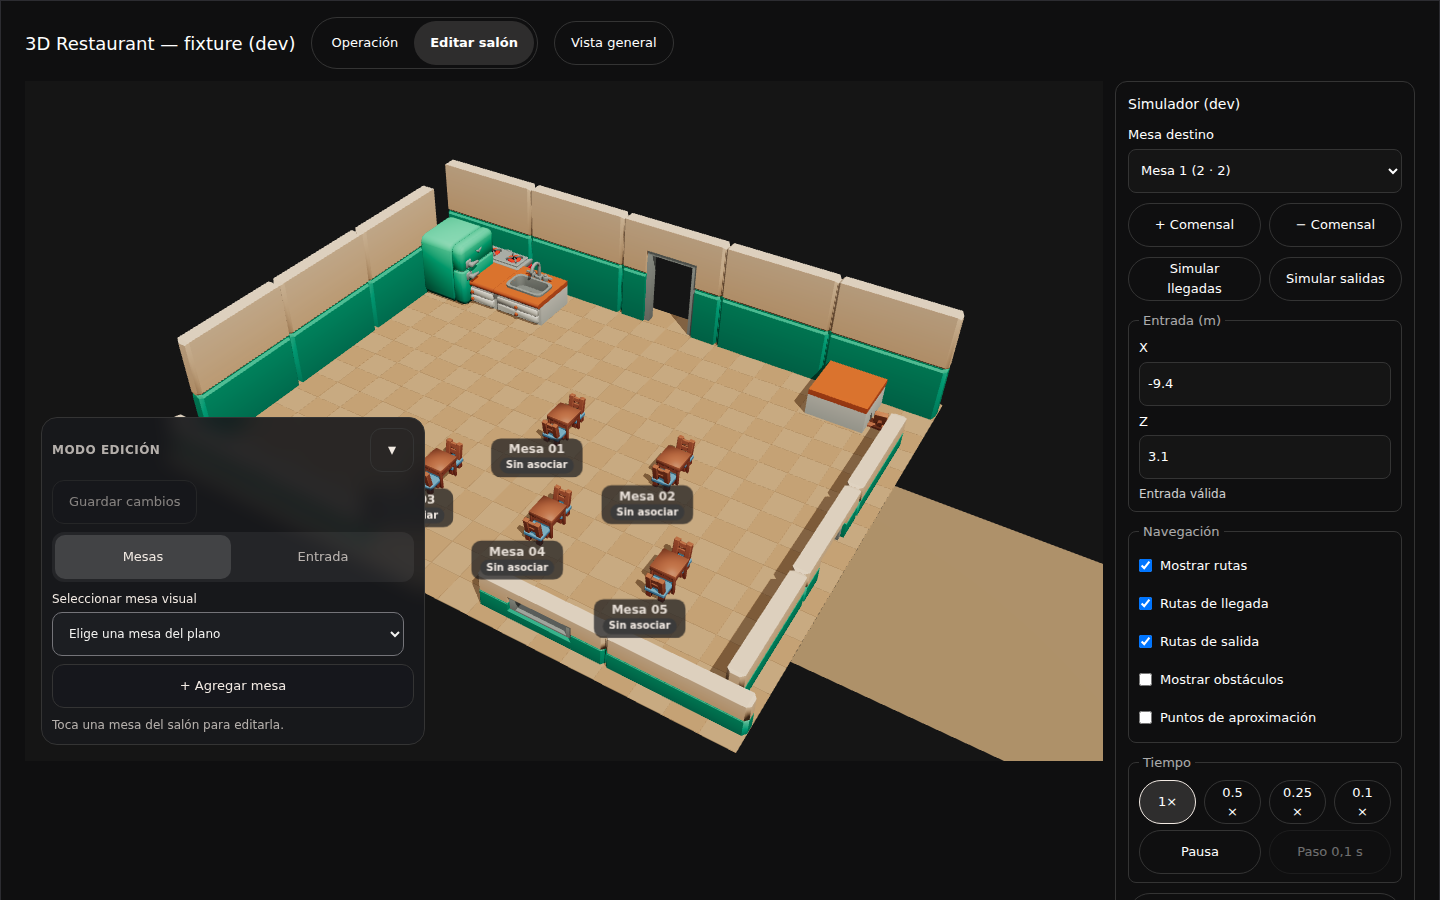 3D Restaurant — fixture (dev)
Operación
Editar salón
Vista general
MODO EDICIÓN
▼
Guardar cambios
Mesas
Entrada
Seleccionar mesa visual
Elige una mesa del plano
+ Agregar mesa
Toca una mesa del salón para editarla.
Mesa 01
Sin asociar
Mesa 02
Sin asociar
Mesa 04
Sin asociar
Mesa 05
Sin asociar
Simulador (dev)
Mesa destino
Mesa 1 (2 · 2)
+ Comensal
− Comensal
Simular
llegadas
Simular salidas
Entrada (m)
X
-9.4
Z
3.1
Entrada válida
Navegación
Mostrar rutas
Rutas de llegada
Rutas de salida
Mostrar obstáculos
Puntos de aproximación
Tiempo
1×
0.5
×
0.25
×
0.1
×
Pausa
Paso 0,1 s